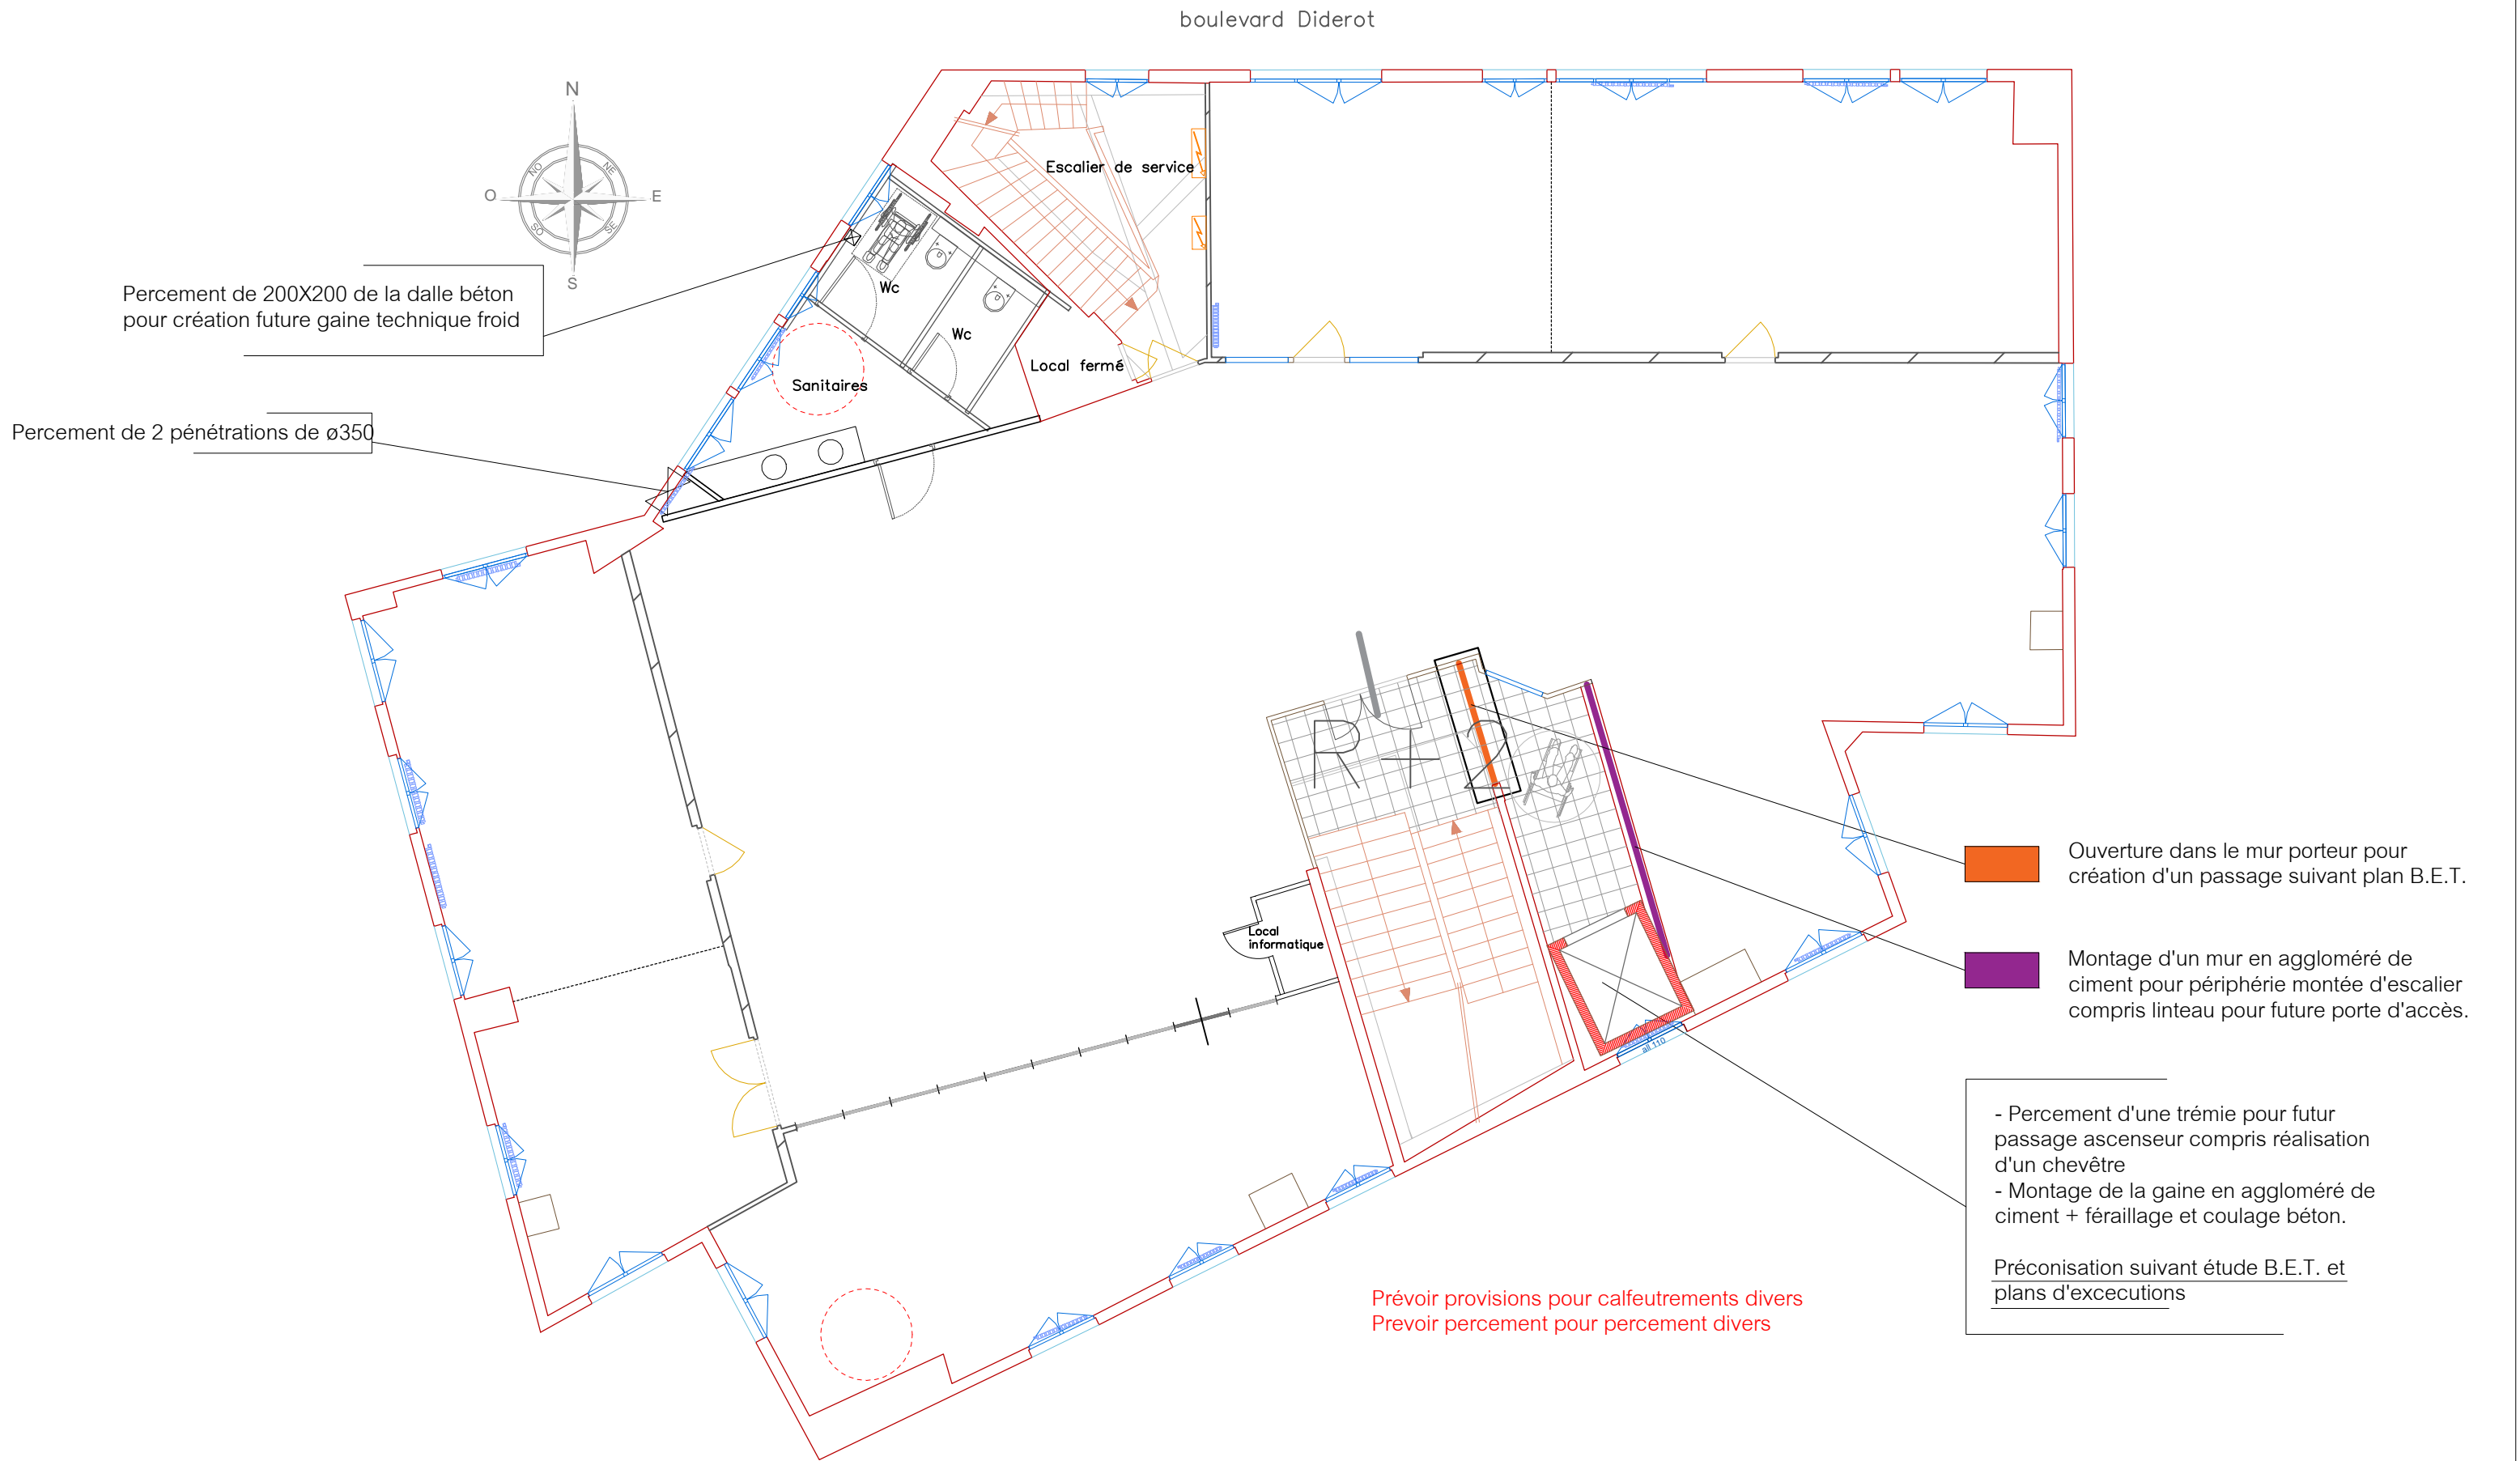 boulevard Diderot
N
NO
NE
O
E
SO
SE
S
Escalier de service
Percement de 200X200 de la dalle béton
pour création future gaine technique froid
Wc
Wc
Local fermé
Sanitaires
Percement de 2 pénétrations de ø350
R+2
Ouverture dans le mur porteur pour
création d'un passage suivant plan B.E.T.
Local
informatique
Montage d'un mur en aggloméré de
ciment pour périphérie montée d'escalier
compris linteau pour future porte d'accès.
all 110
- Percement d'une trémie pour futur
passage ascenseur compris réalisation
d'un chevêtre
- Montage de la gaine en aggloméré de
ciment + féraillage et coulage béton.
Préconisation suivant étude B.E.T. et
plans d'excecutions
Prévoir provisions pour calfeutrements divers
Prevoir percement pour percement divers